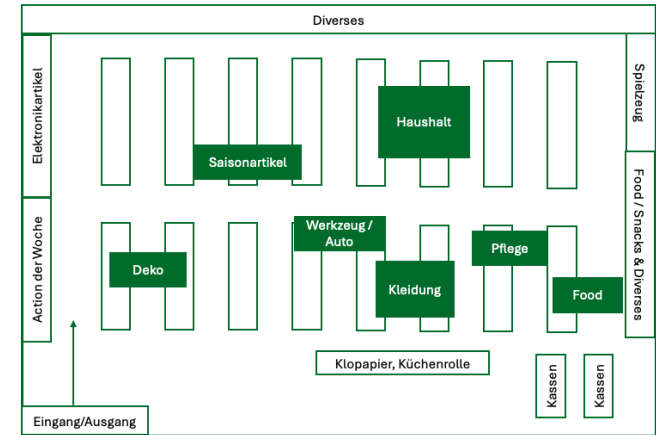 Diverses
Elektronikartikel
Spielzeug
Haushalt
Saisonartikel
Action der Woche
Food / Snacks & Diverses
Werkzeug /
Auto
Pflege
Deko
Kleidung
Food
Klopapier, Küchenrolle
Kassen
Kassen
Eingang/Ausgang